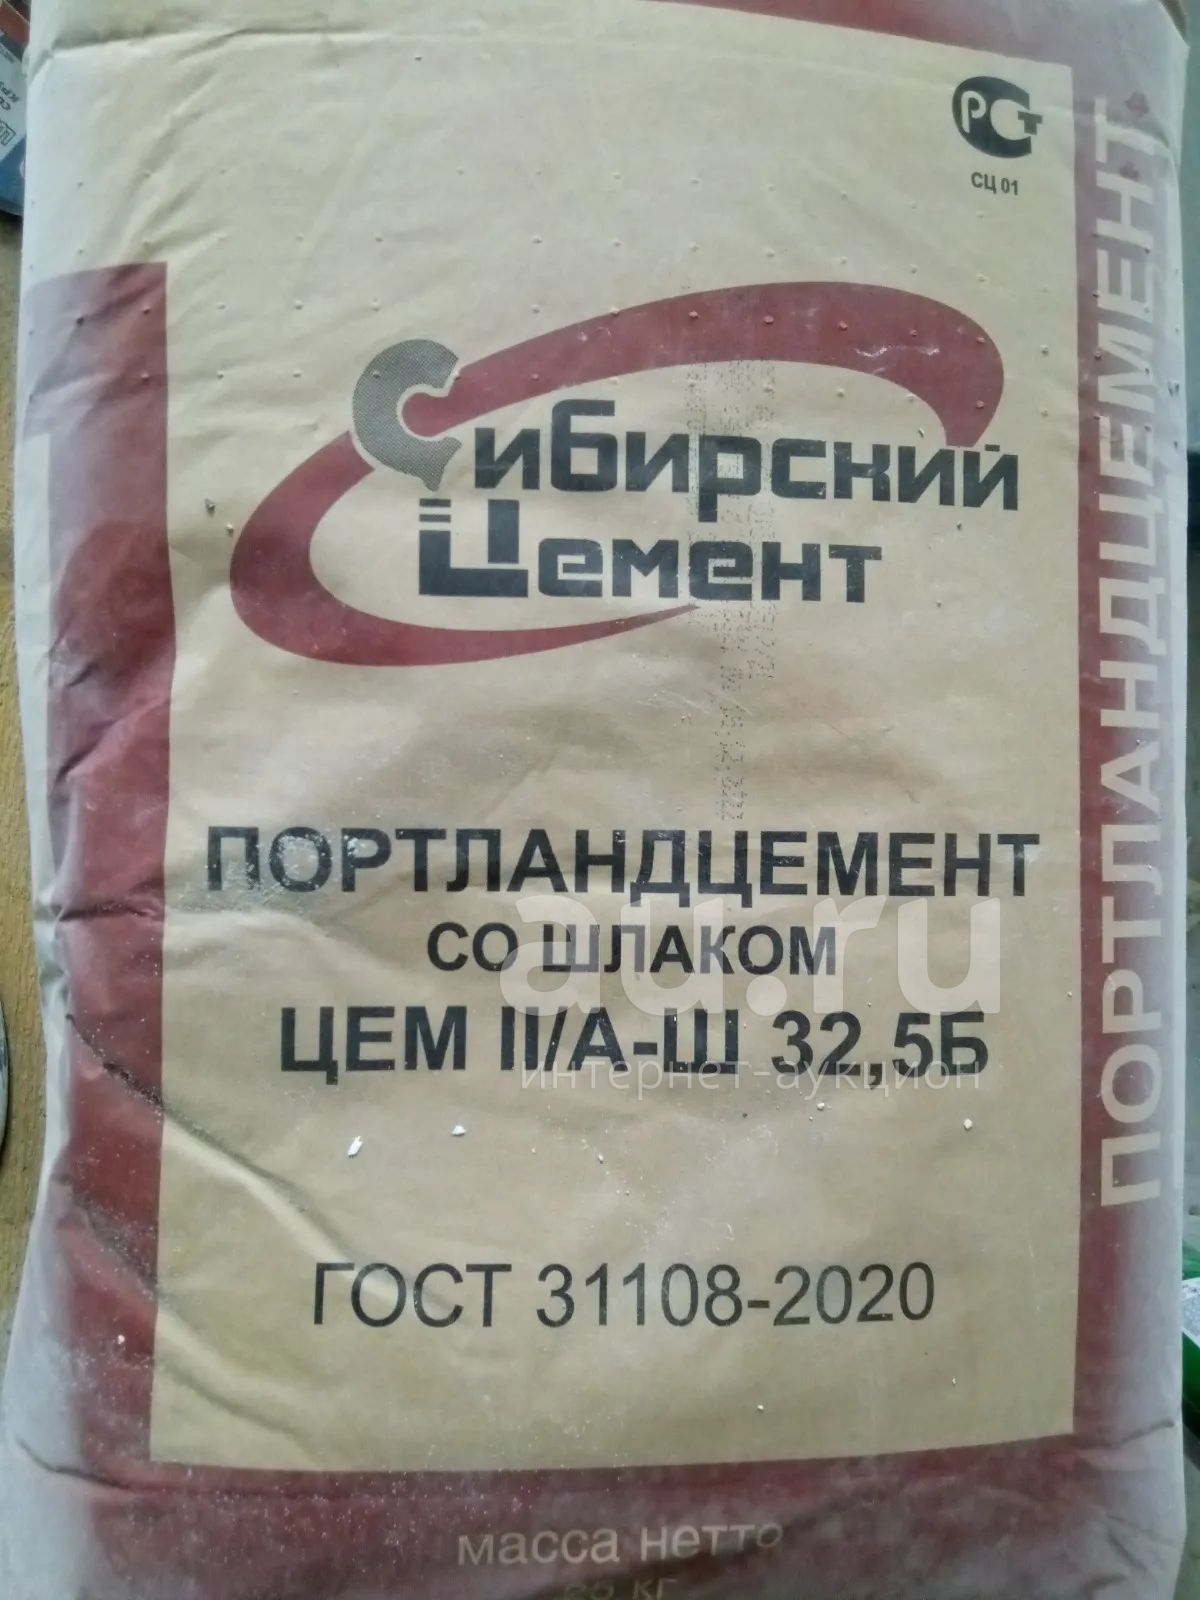 РСТ
СЦ 01
Сибирский
Цемент
ПОРТЛАНДЦЕМЕНТ
СО ШЛАКОМ
ЦЕМ II/А-Ш 32,5Б
au.ru
интернет-аукцион
ГОСТ 31108-2020
масса нетто
кг
ПОРТЛАНДЦЕМЕНТ